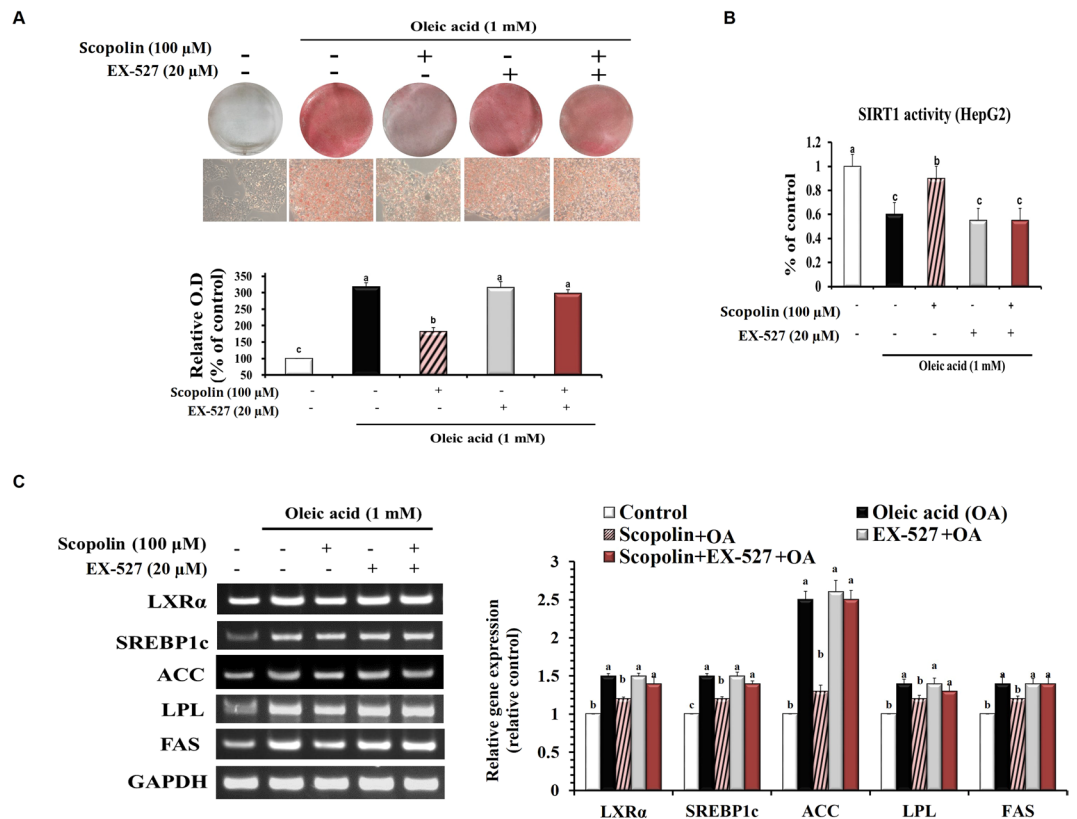 A
Oleic acid (1 mM)
Scopolin (100 µM) - - + - +
EX-527 (20 µM) - - - + +
Relative O.D
(% of control)
350
300
250
200
150
100
50
c a b a a
Scopolin (100 µM) - - + - +
EX-527 (20 µM) - - - + +
Oleic acid (1 mM)
B
SIRT1 activity (HepG2)
% of control
1.2
1
0.8
0.6
0.4
0.2
0
a c b c c
Scopolin (100 µM) - - + - +
EX-527 (20 µM) - - - + +
Oleic acid (1 mM)
C
Oleic acid (1 mM)
Scopolin (100 µM) - - + - +
EX-527 (20 µM) - - - + +
LXRα
SREBP1c
ACC
LPL
FAS
GAPDH
Control
Oleic acid (OA)
Scopolin+OA
EX-527+OA
Scopolin+EX-527+OA
Relative gene expression
(relative control)
3
2.5
2
1.5
1
0.5
0
b a b a a
c a b a a
b a b a a
b a b a a
b a b a a
LXRα SREBP1c ACC LPL FAS